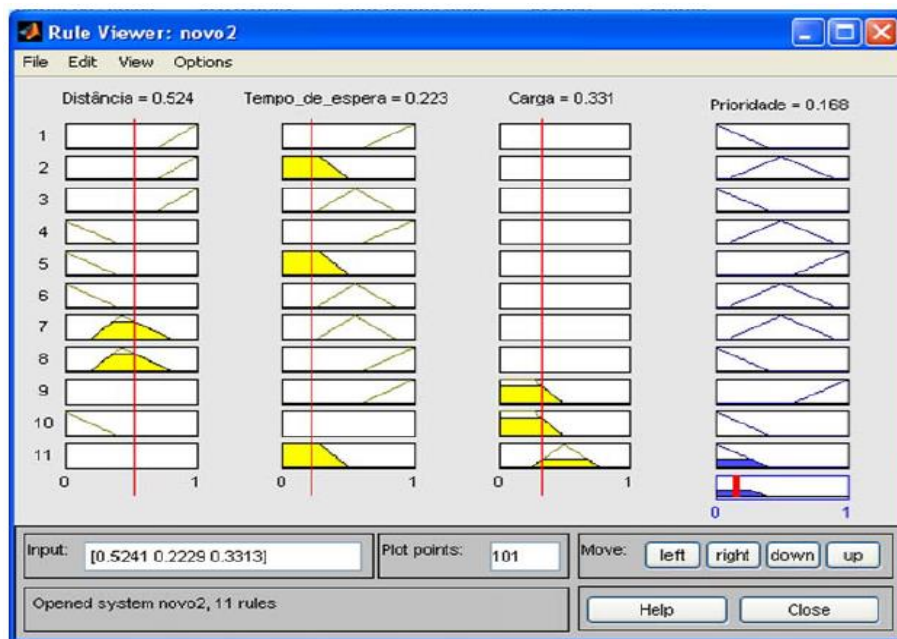 Rule Viewer: novo2
File Edit View Options
Distância = 0.524 Tempo_de_espera = 0.223 Carga = 0.331 Prioridade = 0.168
1
2
3
4
5
6
7
8
9
10
11
0 1 0 1 0 1
0 1
Input: [0.5241 0.2229 0.3313] Plot points: 101 Move: left right down up
Opened system novo2, 11 rules Help Close